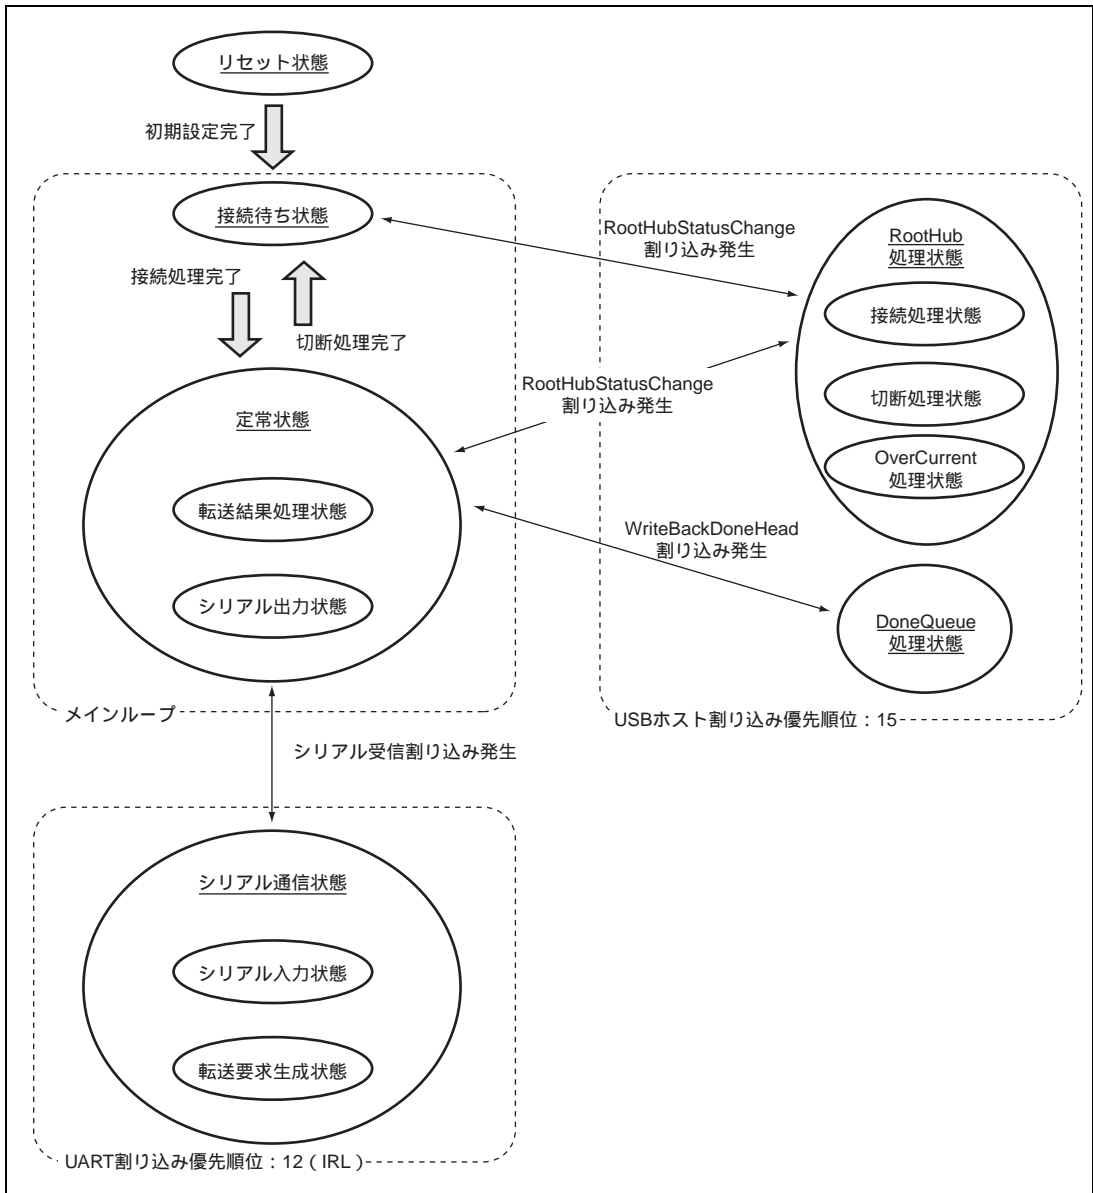 リセット状態
初期設定完了
接続待ち状態
接続処理完了
切断処理完了
定常状態
転送結果処理状態
シリアル出力状態
メインループ
RootHubStatusChange
割り込み発生
RootHubStatusChange
割り込み発生
WriteBackDoneHead
割り込み発生
RootHub
処理状態
接続処理状態
切断処理状態
OverCurrent
処理状態
DoneQueue
処理状態
USBホスト割り込み優先順位：15
シリアル受信割り込み発生
シリアル通信状態
シリアル入力状態
転送要求生成状態
UART割り込み優先順位：12（IRL）